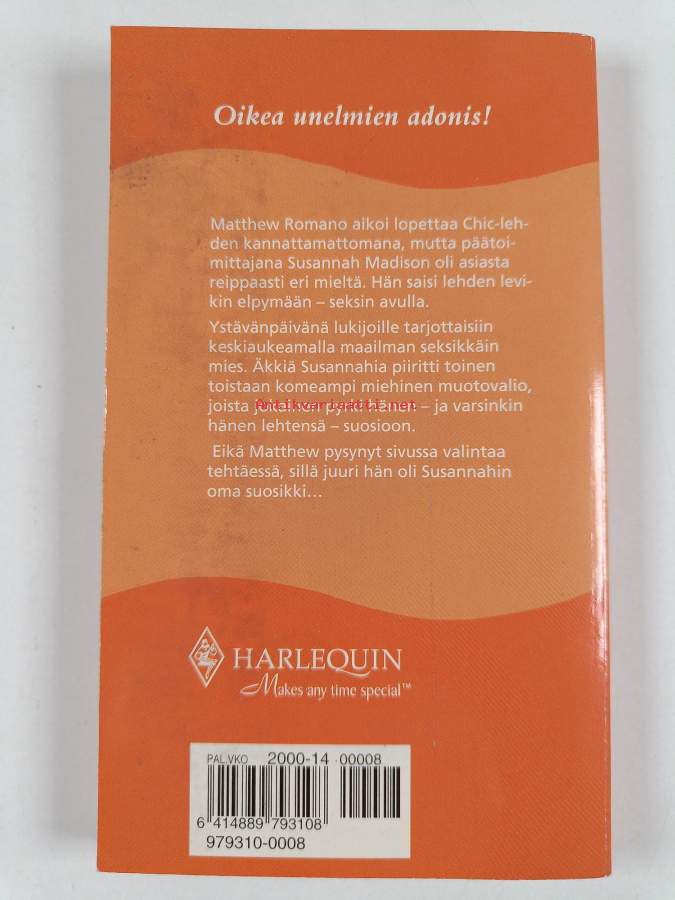 Oikea unelmien adonis!
Matthew Romano aikoi lopettaa Chic-leh-
den kannattamattomana, mutta päätoi-
mittajana Susannah Madison oli asiasta
reippaasti eri mieltä. Hän saisi lehden levi-
kin elpymään – seksin avulla.
Ystävänpäivänä lukijoille tarjottaisiin
keskiaukeamalla maailman seksikkäin
mies. Äkkiä Susannahia piiritti toinen
toistaan komeampi miehinen muotovalio,
joista jokainen pyrki hänen – ja varsinkin
Antikvariaatti.net
hänen lehtensä – suosioon.
Eikä Matthew pysynyt sivussa valintaa
tehtäessä, sillä juuri hän oli Susannahin
oma suosikki...
HARLEQUIN
Makes any time special™
PAL.VKO 2000-14 00008
6 414889 793108
979310-0008